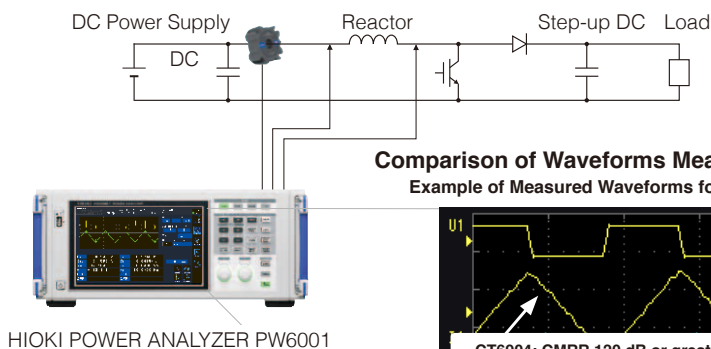 DC Power Supply
Reactor
Step-up DC
Load
DC
Comparison of Waveforms Mea
Example of Measured Waveforms fo
U1
HIOKI POWER ANALYZER PW6001